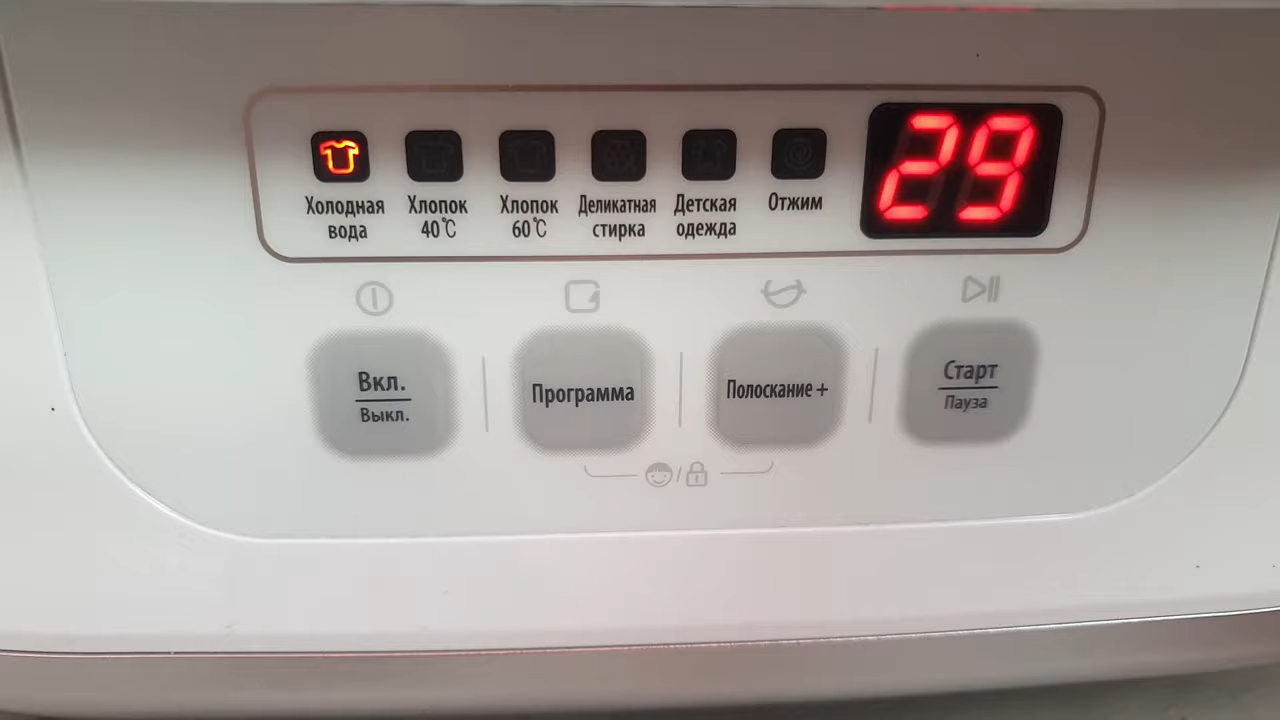 29
Холодная
вода
Хлопок
40℃
Хлопок
60℃
Деликатная
стирка
Детская
одежда
Отжим
Вкл.
Выкл.
Программа
Полоскание +
Старт
Пауза